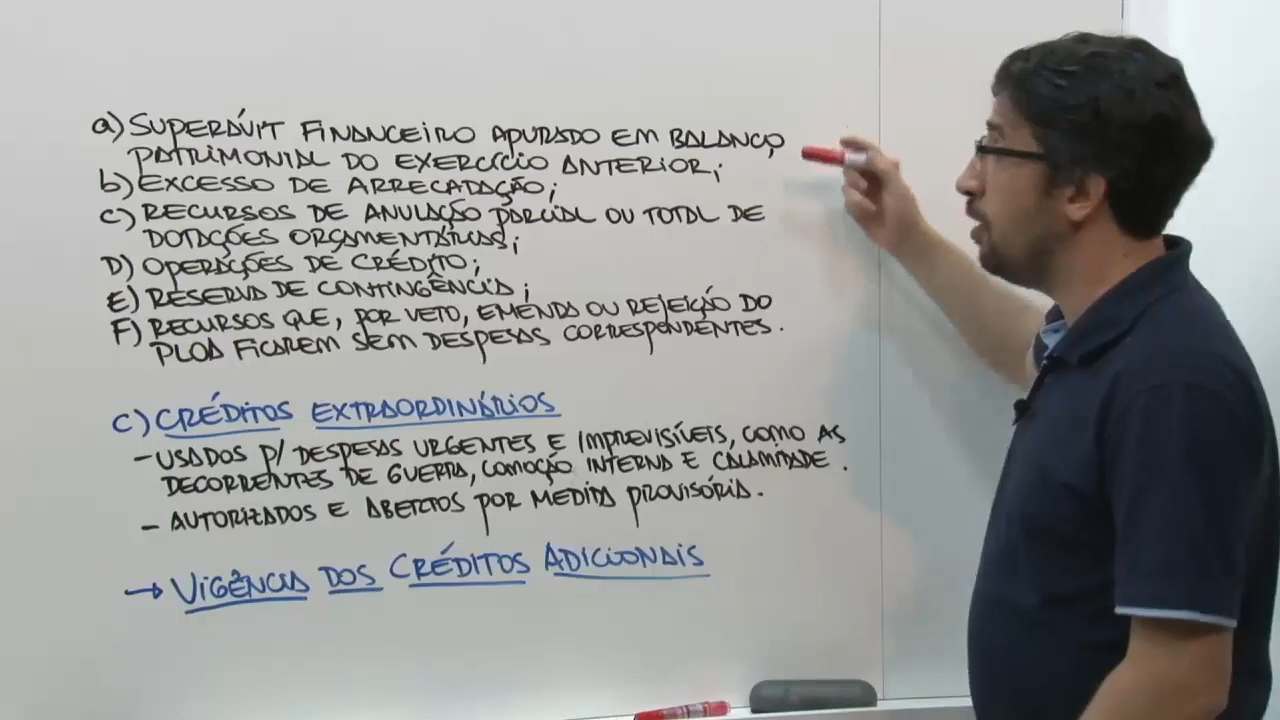 a) SUPERÁVIT FINANCEIRO APURADO EM BALANÇO
PATRIMONIAL DO EXERCÍCIO ANTERIOR;
b) EXCESSO DE ARRECADAÇÃO;
C) RECURSOS DE ANULAÇÃO PARCIAL OU TOTAL DE
DOTAÇÕES ORÇAMENTÁRIAS;
D) OPERAÇÕES DE CRÉDITO;
E) RESERVA DE CONTINGÊNCIA;
F) RECURSOS QUE, POR VETO, EMENDA OU REJEIÇÃO DO
PLOA FICAREM SEM DESPESAS CORRESPONDENTES.
C) CRÉDITOS EXTRAORDINÁRIOS
- USADOS P/ DESPESAS URGENTES E IMPREVISÍVEIS, COMO AS
DECORRENTES DE GUERRA, COMOÇÃO INTERNA E CALAMIDADE.
- AUTORIZADOS E ABERTOS POR MEDIDA PROVISÓRIA.
→ VIGÊNCIA DOS CRÉDITOS ADICIONAIS